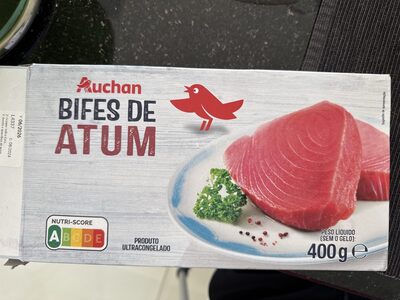 Auchan
BIFES DE
ATUM
NUTRI-SCORE
A B C D E
PRODUTO
ULTRACONGELADO
PESO LÍQUIDO
(SEM O GELO)
400g e